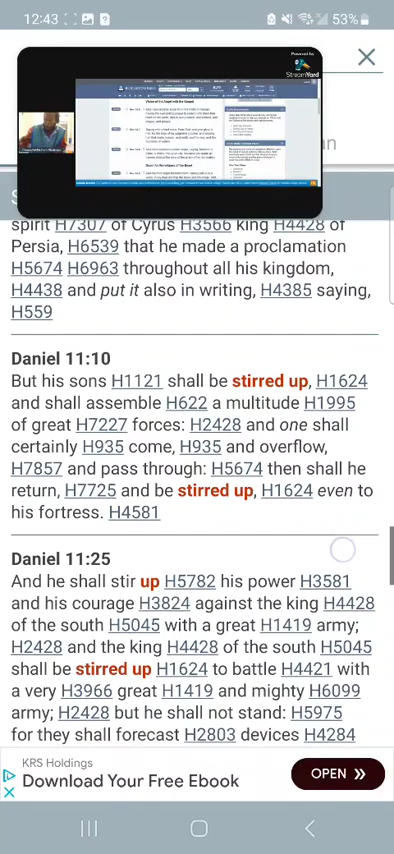 12:43
53%
Powered by
StreamYard
spirit H7307 of Cyrus H3566 king H4428 of
Persia, H6539 that he made a proclamation
H5674 H6963 throughout all his kingdom,
H4438 and put it also in writing, H4385 saying,
H559
Daniel 11:10
But his sons H1121 shall be stirred up, H1624
and shall assemble H622 a multitude H1995
of great H7227 forces: H2428 and one shall
certainly H935 come, H935 and overflow,
H7857 and pass through: H5674 then shall he
return, H7725 and be stirred up, H1624 even to
his fortress. H4581
Daniel 11:25
And he shall stir up H5782 his power H3581
and his courage H3824 against the king H4428
of the south H5045 with a great H1419 army;
H2428 and the king H4428 of the south H5045
shall be stirred up H1624 to battle H4421 with
a very H3966 great H1419 and mighty H6099
army; H2428 but he shall not stand: H5975
for they shall forecast H2803 devices H4284
KRS Holdings
Download Your Free Ebook
OPEN